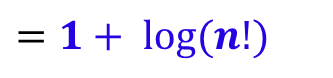 = 1 + log(n!)